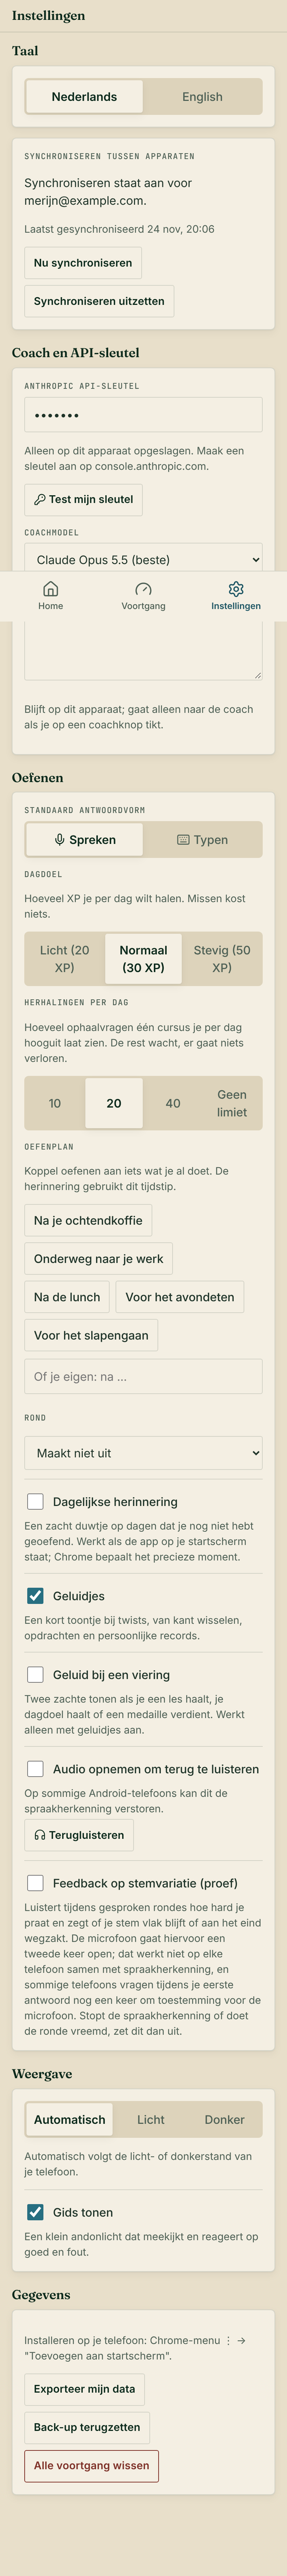 Instellingen
Taal
Nederlands
English
SYNCHRONISEREN TUSSEN APPARATEN
Synchroniseren staat aan voor
merijn@example.com.
Laatst gesynchroniseerd 24 nov, 20:06
Nu synchroniseren
Synchroniseren uitzetten
Coach en API-sleutel
ANTHROPIC API-SLEUTEL
•••••••
Alleen op dit apparaat opgeslagen. Maak een
sleutel aan op console.anthropic.com.
Test mijn sleutel
COACHMODEL
Claude Opus 5.5 (beste)
Home
Voortgang
Instellingen
Blijft op dit apparaat; gaat alleen naar de coach
als je op een coachknop tikt.
Oefenen
STANDAARD ANTWOORDVORM
Spreken
Typen
DAGDOEL
Hoeveel XP je per dag wilt halen. Missen kost
niets.
Licht (20
XP)
Normaal
(30 XP)
Stevig (50
XP)
HERHALINGEN PER DAG
Hoeveel ophaalvragen één cursus je per dag
hooguit laat zien. De rest wacht, er gaat niets
verloren.
10
20
40
Geen
limiet
OEFENPLAN
Koppel oefenen aan iets wat je al doet. De
herinnering gebruikt dit tijdstip.
Na je ochtendkoffie
Onderweg naar je werk
Na de lunch
Voor het avondeten
Voor het slapengaan
Of je eigen: na ...
ROND
Maakt niet uit
Dagelijkse herinnering
Een zacht duwtje op dagen dat je nog niet hebt
geoefend. Werkt als de app op je startscherm
staat; Chrome bepaalt het precieze moment.
Geluidjes
Een kort toontje bij twists, van kant wisselen,
opdrachten en persoonlijke records.
Geluid bij een viering
Twee zachte tonen als je een les haalt, je
dagdoel haalt of een medaille verdient. Werkt
alleen met geluidjes aan.
Audio opnemen om terug te luisteren
Op sommige Android-telefoons kan dit de
spraakherkenning verstoren.
Terugluisteren
Feedback op stemvariatie (proef)
Luistert tijdens gesproken rondes hoe hard je
praat en zegt of je stem vlak blijft of aan het eind
wegzakt. De microfoon gaat hiervoor een
tweede keer open; dat werkt niet op elke
telefoon samen met spraakherkenning, en
sommige telefoons vragen tijdens je eerste
antwoord nog een keer om toestemming voor de
microfoon. Stopt de spraakherkenning of doet
de ronde vreemd, zet dit dan uit.
Weergave
Automatisch
Licht
Donker
Automatisch volgt de licht- of donkerstand van
je telefoon.
Gids tonen
Een klein andonlicht dat meekijkt en reageert op
goed en fout.
Gegevens
Installeren op je telefoon: Chrome-menu ⋮ →
"Toevoegen aan startscherm".
Exporteer mijn data
Back-up terugzetten
Alle voortgang wissen